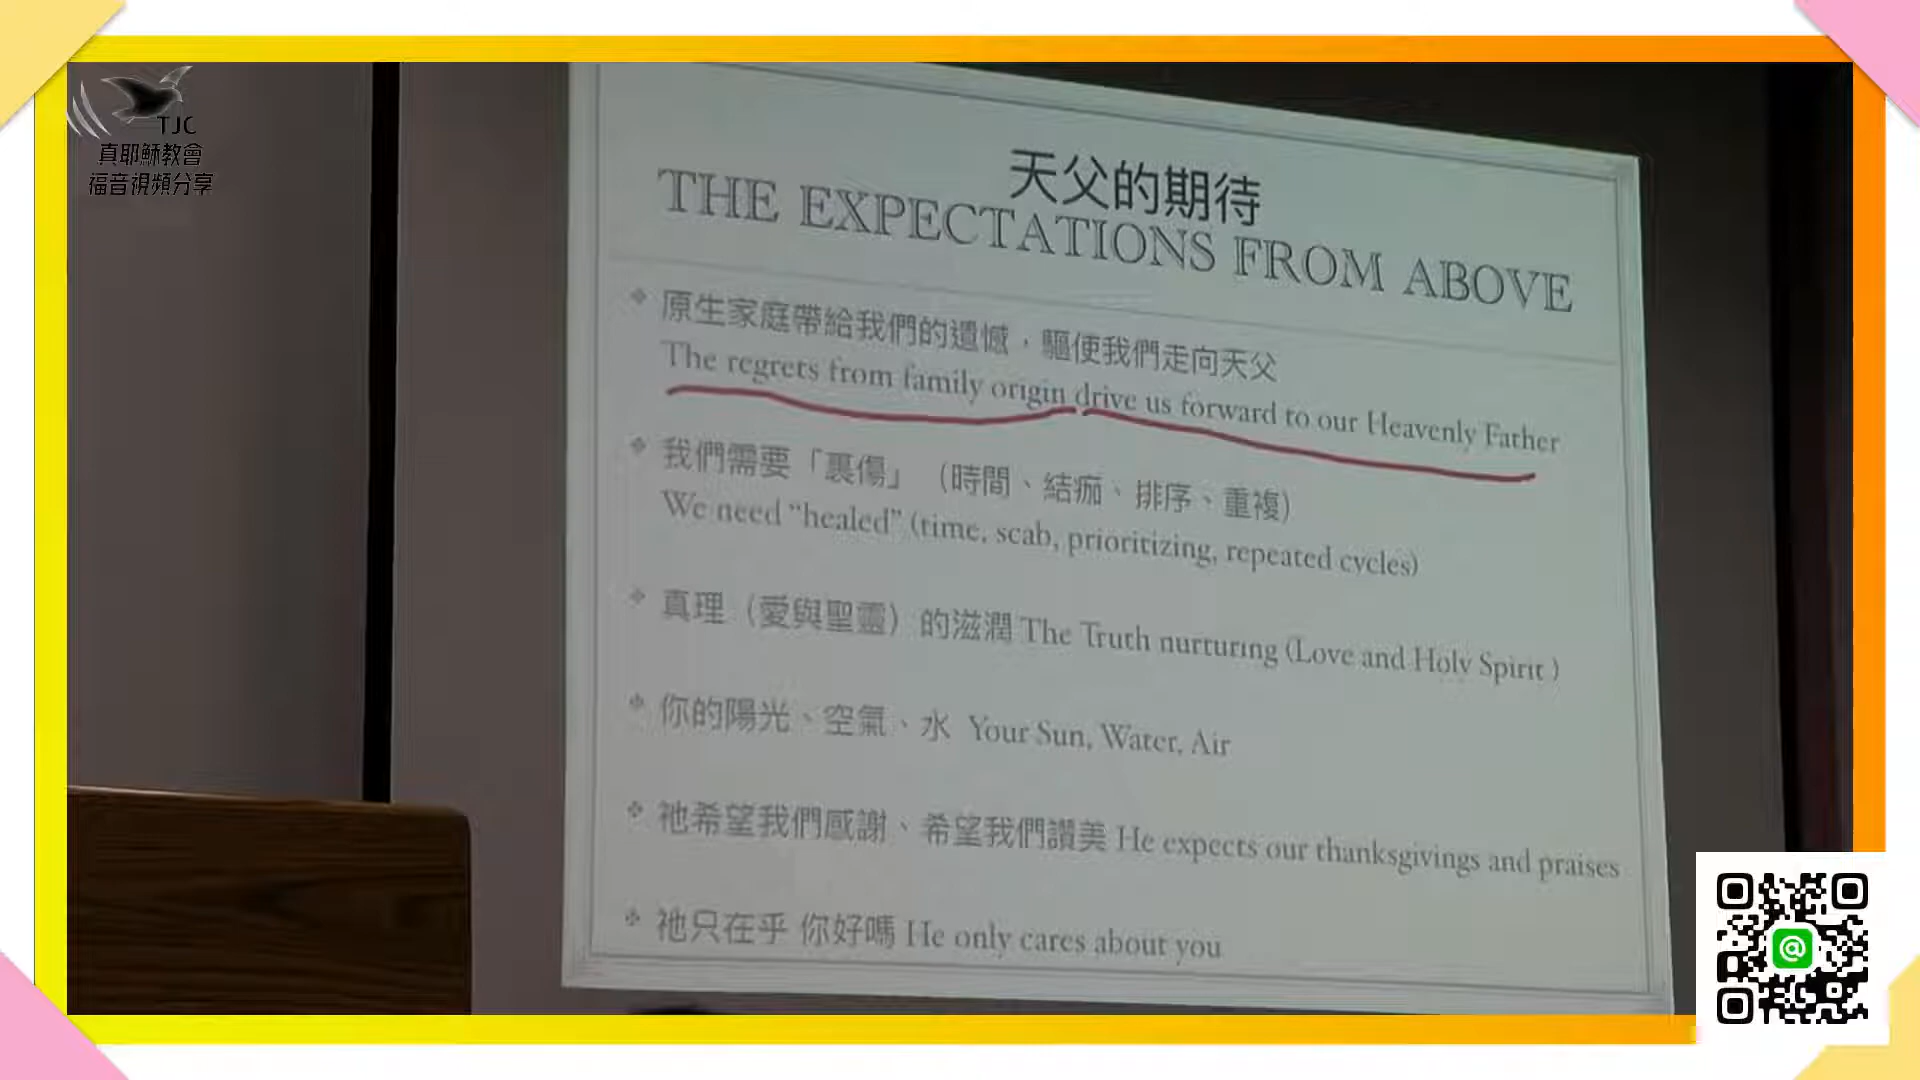 TJC
真耶穌教會
福音視頻分享
天父的期待
THE EXPECTATIONS FROM ABOVE
原生家庭帶給我們的遺憾，驅使我們走向天父
The regrets from family origin drive us forward to our Heavenly Father
我們需要「裹傷」（時間、結痂、排序、重複）
We need “healed” (time, scab, prioritizing, repeated cycles)
真理（愛與聖靈）的滋潤 The Truth nurturing (Love and Holy Spirit )
你的陽光、空氣、水 Your Sun, Water, Air
祂希望我們感謝、希望我們讚美 He expects our thanksgivings and praises
祂只在乎 你好嗎 He only cares about you
@